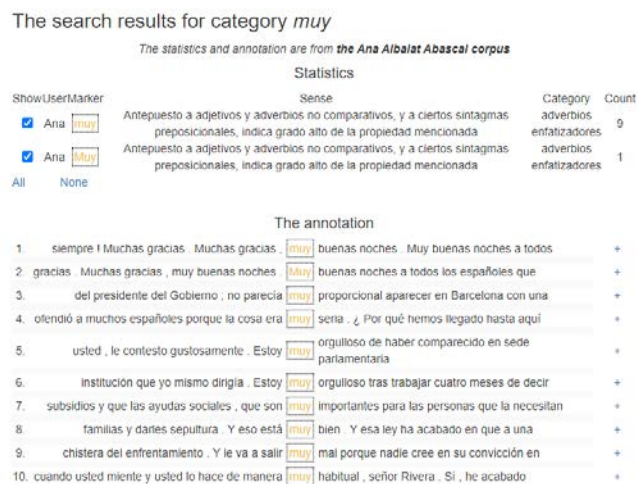 The search results for category muy
The statistics and annotation are from the Ana Albalat Abascal corpus
Statistics
Show User Marker Sense Category Count
Ana muy Antepuesto a adjetivos y adverbios no comparativos, y a ciertos sintagmas preposicionales, indica grado alto de la propiedad mencionada adverbios enfatizadores 9
Ana Muy Antepuesto a adjetivos y adverbios no comparativos, y a ciertos sintagmas preposicionales, indica grado alto de la propiedad mencionada adverbios enfatizadores 1
All None
The annotation
1. siempre ! Muchas gracias . Muchas gracias , muy buenas noches . Muy buenas noches a todos +
2. gracias . Muchas gracias , muy buenas noches . Muy buenas noches a todos los españoles que +
3. del presidente del Gobierno ; no parecía muy proporcional aparecer en Barcelona con una +
4. ofendió a muchos españoles porque la cosa era muy seria . ¿ Por qué hemos llegado hasta aquí +
5. usted , le contesto gustosamente . Estoy muy orgulloso de haber comparecido en sede parlamentaria +
6. institución que yo mismo dirigía . Estoy muy orgulloso tras trabajar cuatro meses de decir +
7. subsidios y que las ayudas sociales , que son muy importantes para las personas que la necesitan +
8. familias y darles sepultura . Y eso está muy bien . Y esa ley ha acabado en que a una +
9. chistera del enfrentamiento . Y le va a salir muy mal porque nadie cree en su convicción en +
10. cuando usted miente y usted lo hace de manera muy habitual , señor Rivera . Sí , he acabado +